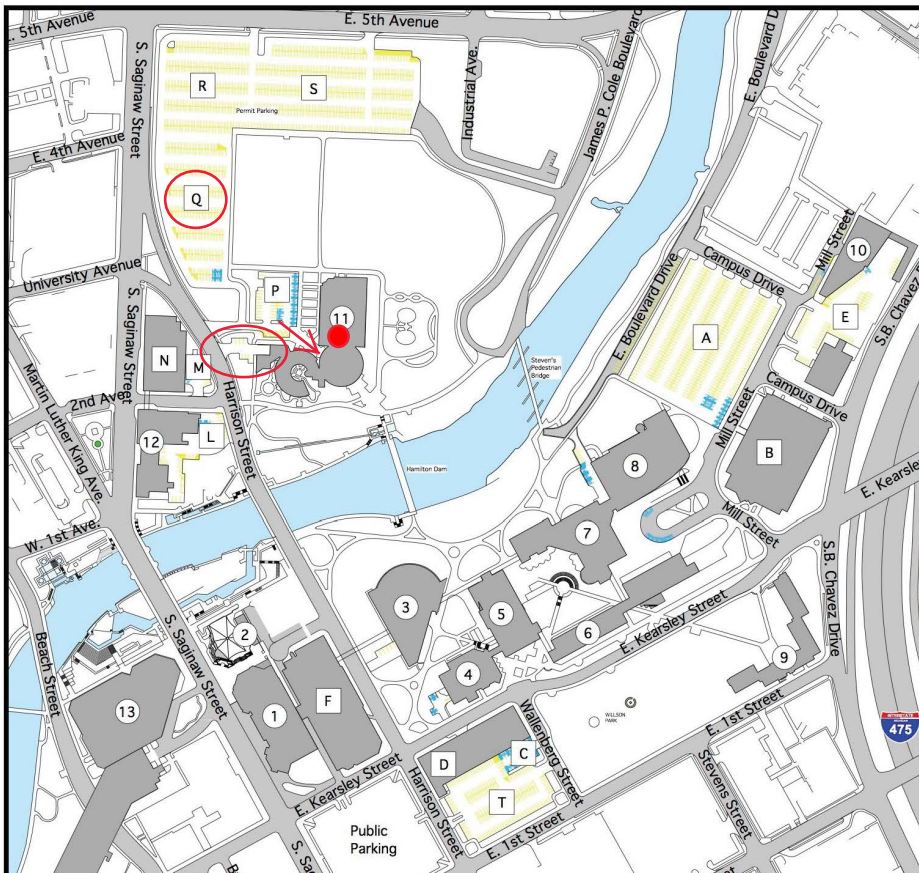 E. 5th Avenue
E. 5th Avenue
S. Saginaw Street
R
S
Permit Parking
Industrial Ave.
James P. Cole Boulevard
E. Boulevard D
E. 4th Avenue
Q
University Avenue
P
11
E. Boulevard Drive
Campus Drive
Mill Street
10
E
S.B. Chavez D
A
S. Saginaw Street
N
M
Harrison Street
Steven's
Pedestrian
Bridge
Martin Luther King Ave.
2nd Ave
12
L
Hamilton Dam
Campus Drive
Mill Street
B
E. Kearsley
8
Mill Street
7
W. 1st Ave.
3
5
6
E. Kearsley Street
S.B. Chavez Drive
2
4
9
Beach Street
S. Saginaw Street
13
1
F
WILLSON
PARK
INTERSTATE
475
Wallenberg Street
E. 1st Street
D
C
T
E. Kearsley Street
Harrison Street
Stevens Street
E. 1st Street
Public
Parking
S. Sa
B